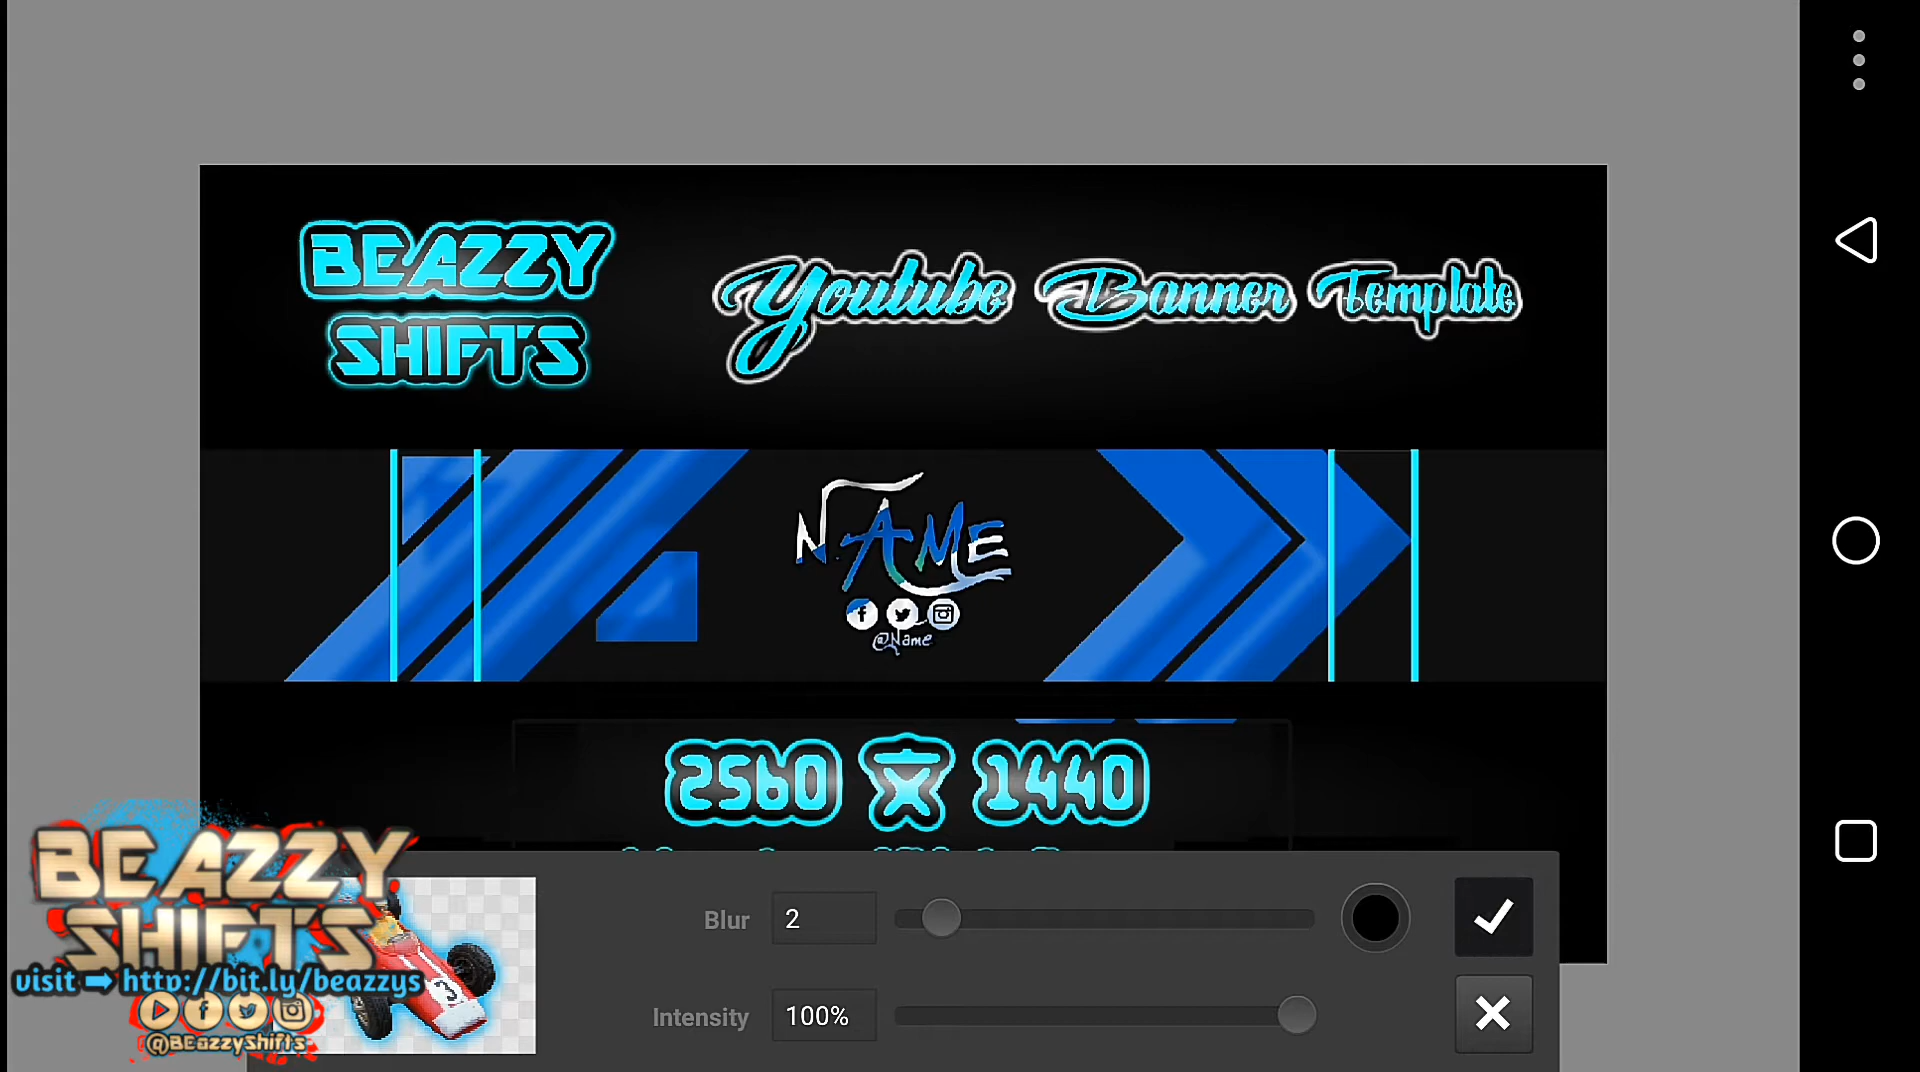 BEAZZY
SHIFTS
Youtube Banner Template
NAME
@Name
2560 X 1440
BEAZZY
SHIFTS
visit ➡ http://bit.ly/beazzys
@BEazzyShifts
Blur 2
Intensity 100%